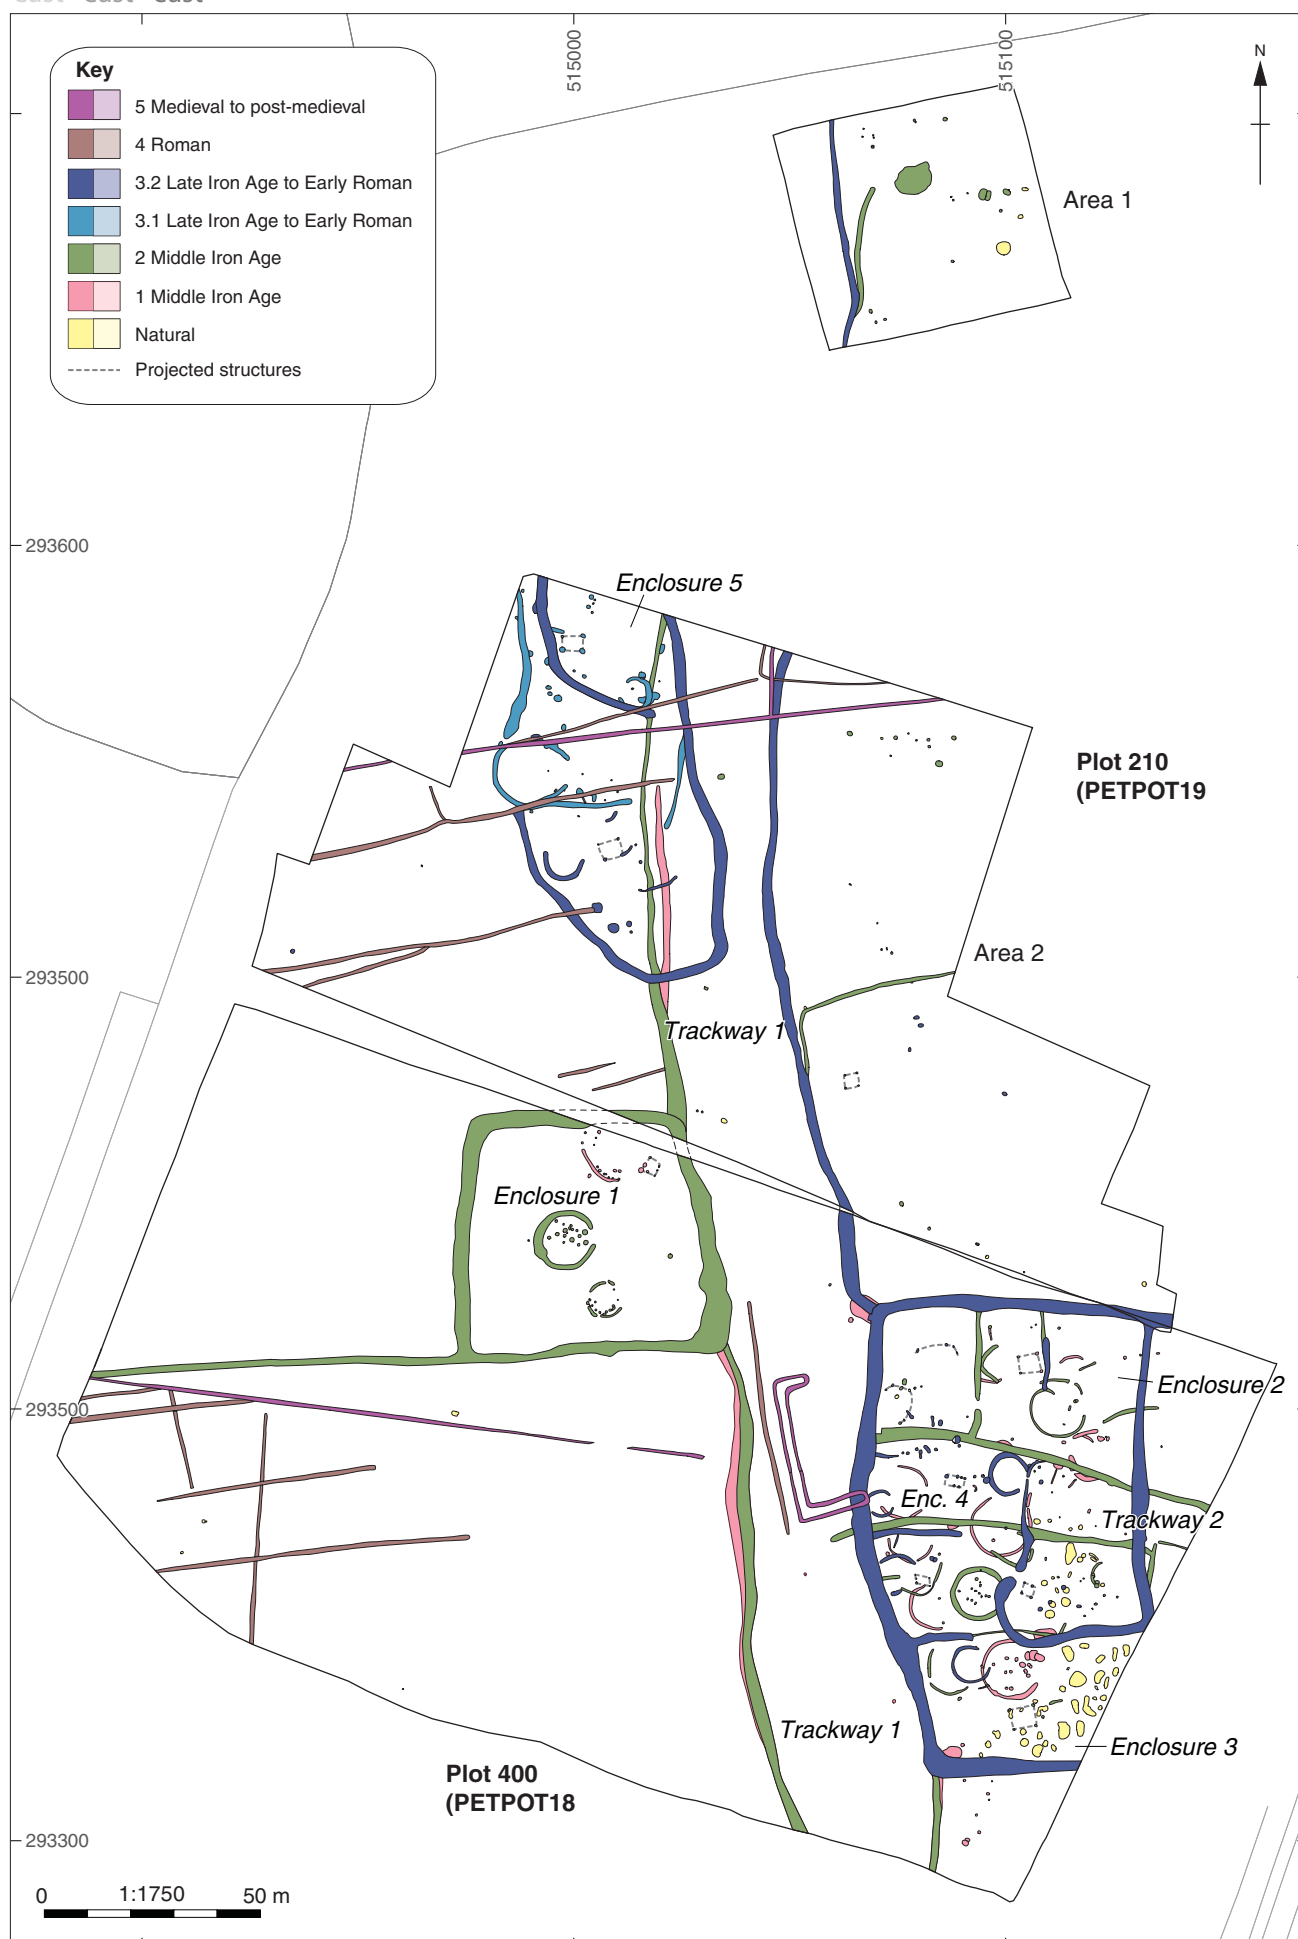 Key
5 Medieval to post-medieval
4 Roman
3.2 Late Iron Age to Early Roman
3.1 Late Iron Age to Early Roman
2 Middle Iron Age
1 Middle Iron Age
Natural
Projected structures
515000
515100
N
Area 1
293600
Enclosure 5
Plot 210
(PETPOT19
Area 2
293500
Trackway 1
Enclosure 1
Enclosure 2
293500
Enc. 4
Trackway 2
Trackway 1
Enclosure 3
Plot 400
(PETPOT18
293300
0 1:1750 50 m